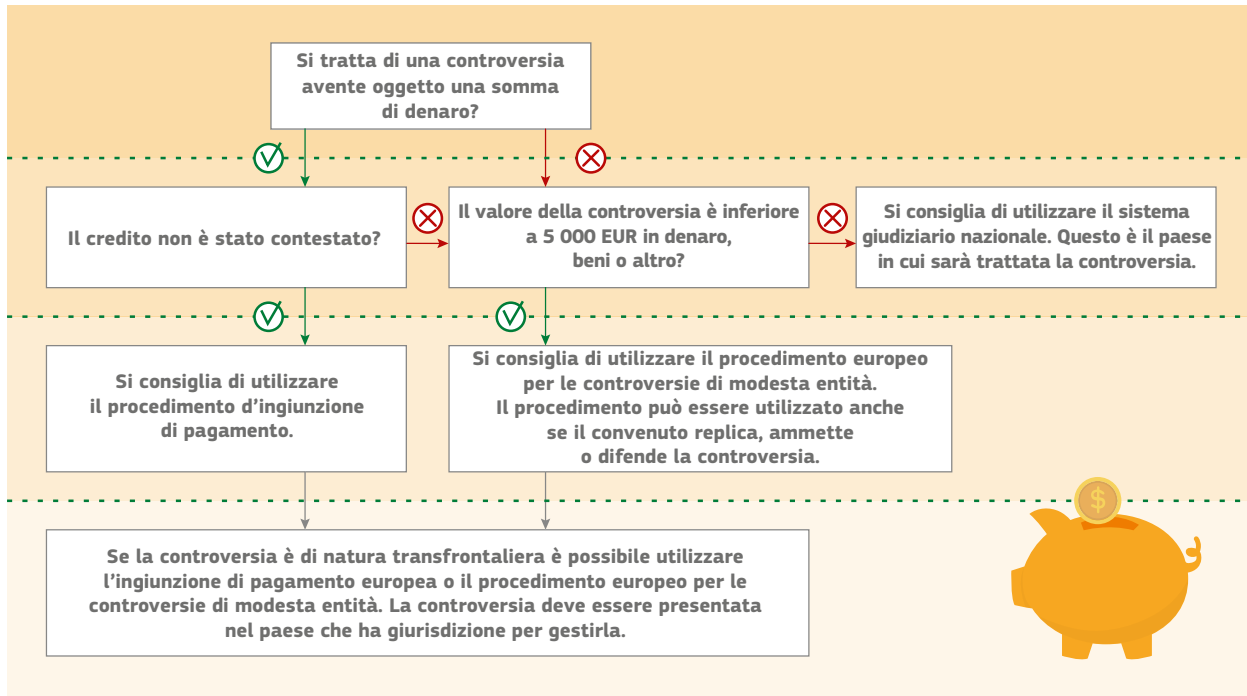 Si tratta di una controversia
avente oggetto una somma
di denaro?
Il credito non è stato contestato?
Il valore della controversia è inferiore
a 5 000 EUR in denaro,
beni o altro?
Si consiglia di utilizzare il sistema
giudiziario nazionale. Questo è il paese
in cui sarà trattata la controversia.
Si consiglia di utilizzare
il procedimento d'ingiunzione
di pagamento.
Si consiglia di utilizzare il procedimento europeo
per le controversie di modesta entità.
Il procedimento può essere utilizzato anche
se il convenuto replica, ammette
o difende la controversia.
Se la controversia è di natura transfrontaliera è possibile utilizzare
l'ingiunzione di pagamento europea o il procedimento europeo per le
controversie di modesta entità. La controversia deve essere presentata
nel paese che ha giurisdizione per gestirla.
$